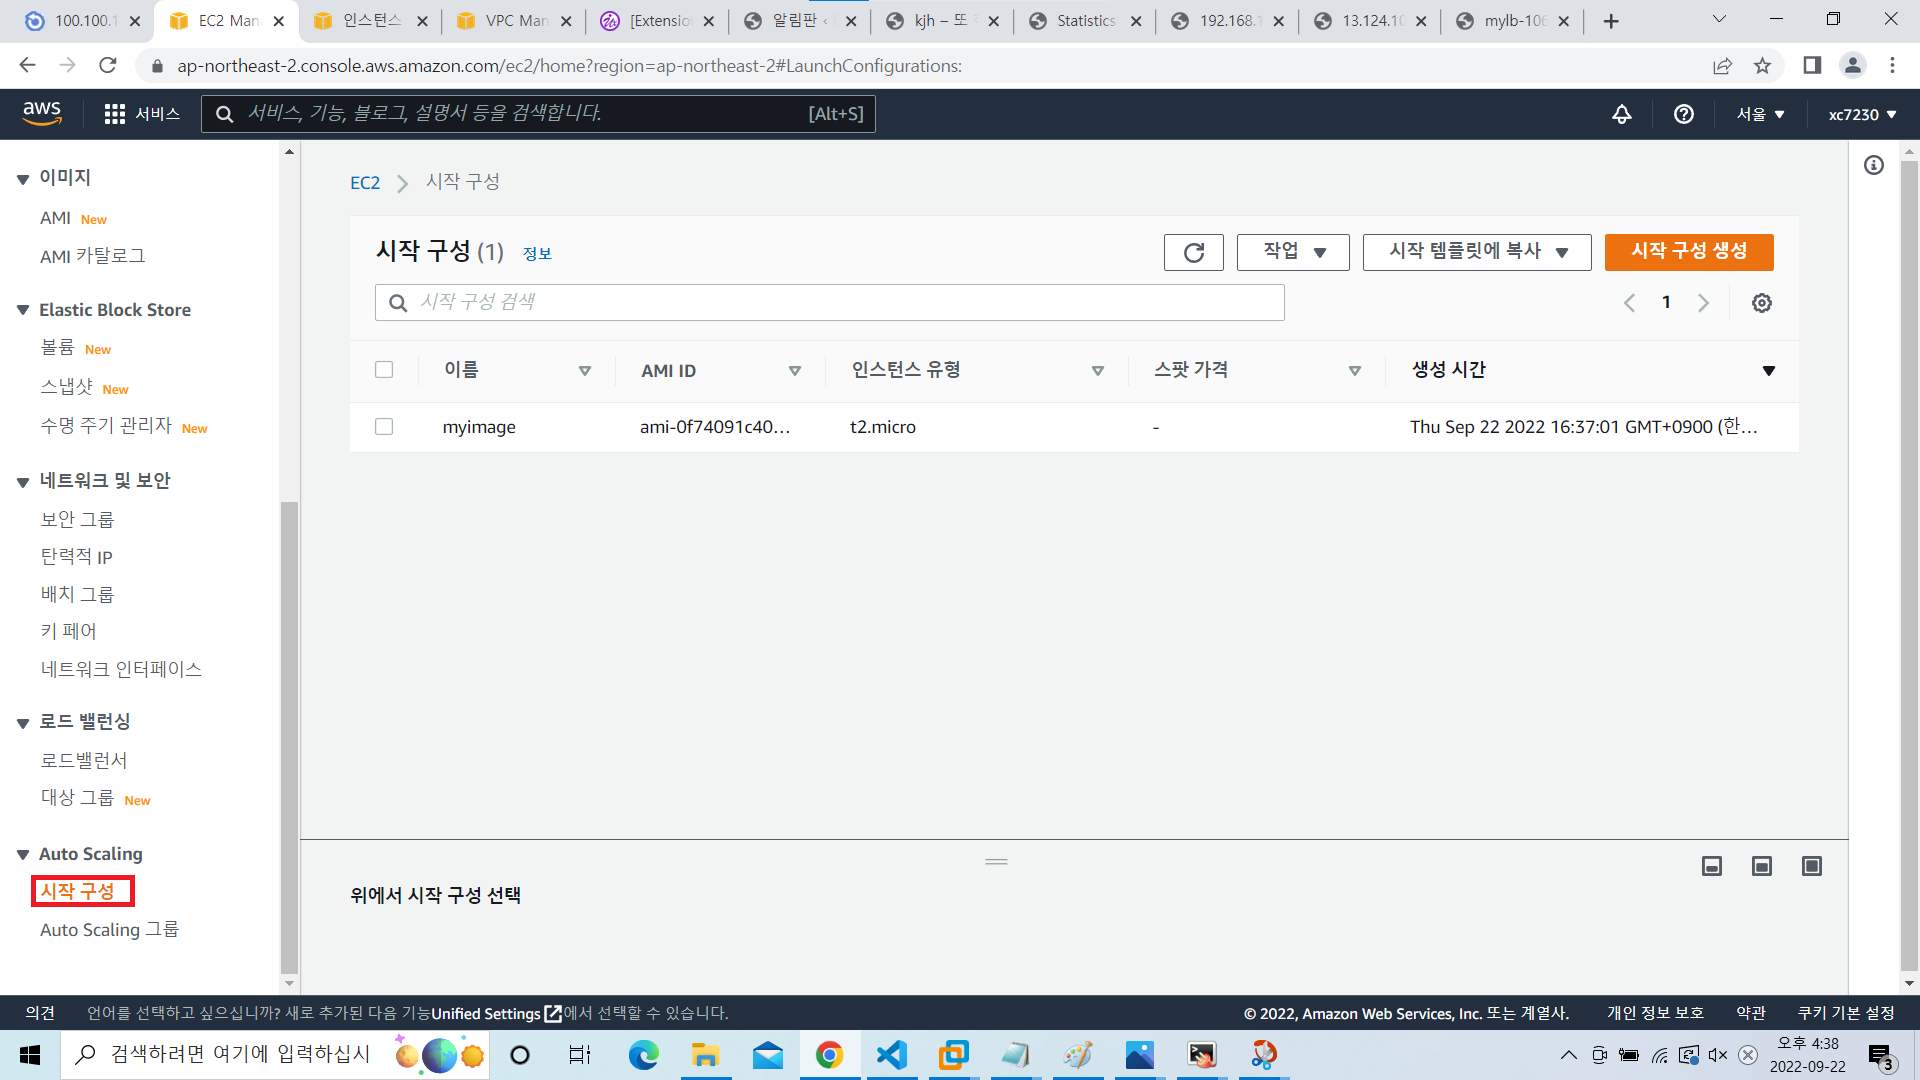 100.100.1
EC2 Man
인스턴스
VPC Man
[Extensio
알림판 ‹
kjh – 또
Statistics
192.168.1
13.124.10
mylb-106
ap-northeast-2.console.aws.amazon.com/ec2/home?region=ap-northeast-2#LaunchConfigurations:
aws
서비스
서비스, 기능, 블로그, 설명서 등을 검색합니다.
[Alt+S]
서울
xc7230
이미지
AMI New
AMI 카탈로그
Elastic Block Store
볼륨 New
스냅샷 New
수명 주기 관리자 New
네트워크 및 보안
보안 그룹
탄력적 IP
배치 그룹
키 페어
네트워크 인터페이스
로드 밸런싱
로드밸런서
대상 그룹 New
Auto Scaling
시작 구성
Auto Scaling 그룹
EC2
시작 구성
시작 구성 (1) 정보
작업
시작 템플릿에 복사
시작 구성 생성
시작 구성 검색
1
이름
AMI ID
인스턴스 유형
스팟 가격
생성 시간
myimage
ami-0f74091c40…
t2.micro
-
Thu Sep 22 2022 16:37:01 GMT+0900 (한…
위에서 시작 구성 선택
의견
언어를 선택하고 싶으십니까? 새로 추가된 다음 기능Unified Settings에서 선택할 수 있습니다.
© 2022, Amazon Web Services, Inc. 또는 계열사.
개인 정보 보호
약관
쿠키 기본 설정
검색하려면 여기에 입력하십시
오후 4:38
2022-09-22
3